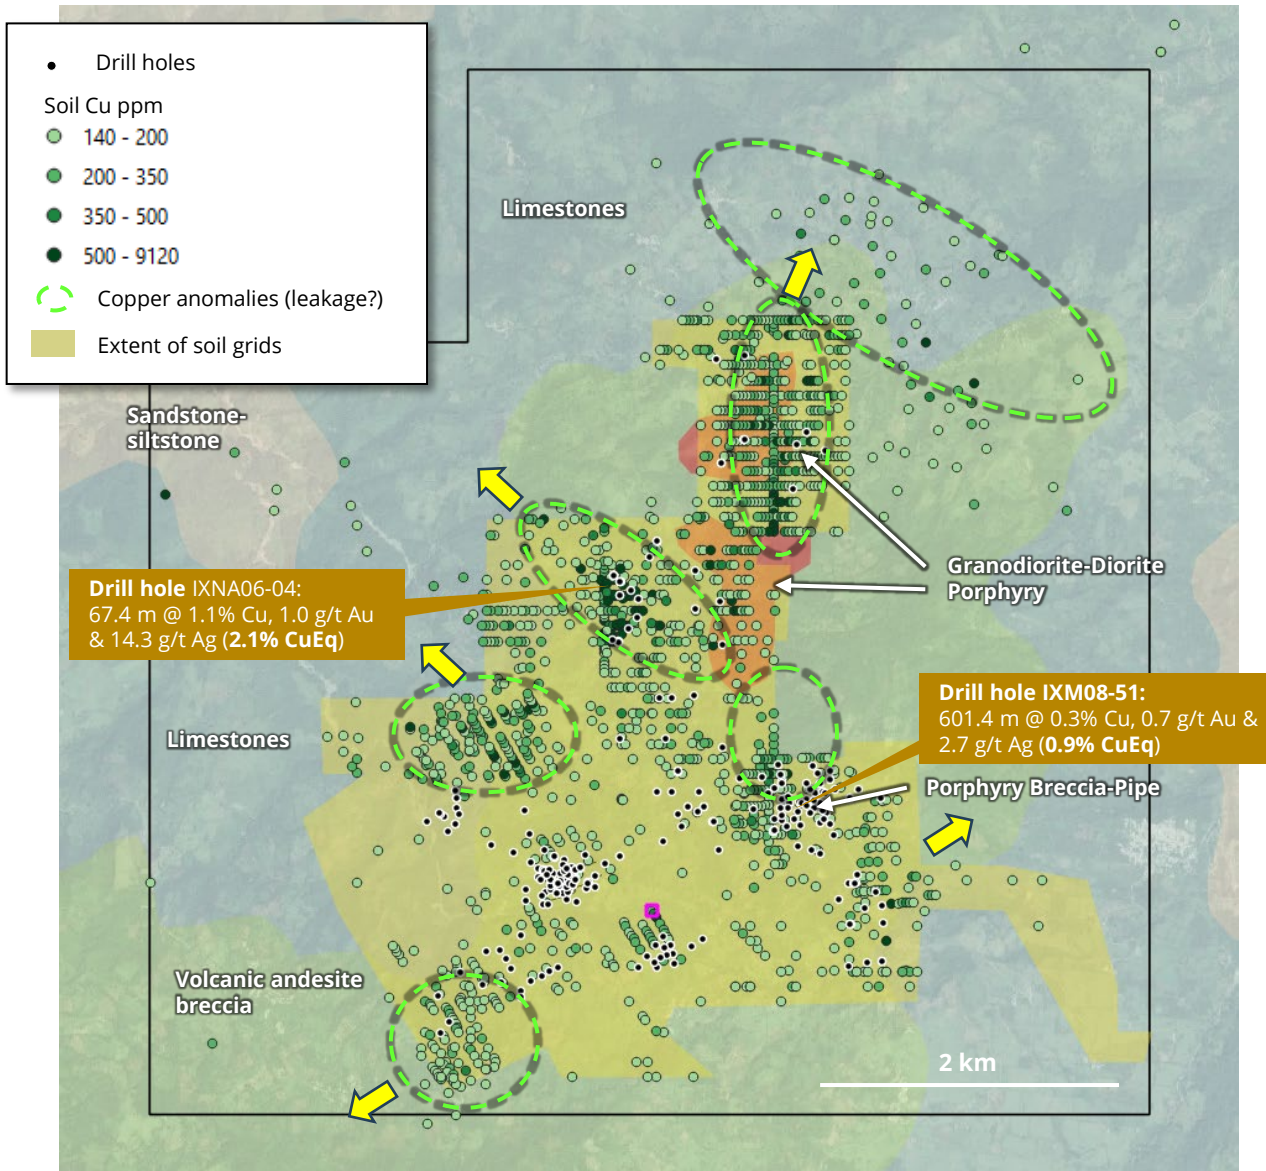 Drill holes
Soil Cu ppm
140 - 200
200 - 350
350 - 500
500 - 9120
Copper anomalies (leakage?)
Extent of soil grids
Limestones
Sandstone-
siltstone
Drill hole IXNA06-04:
67.4 m @ 1.1% Cu, 1.0 g/t Au
& 14.3 g/t Ag (2.1% CuEq)
Granodiorite-Diorite
Porphyry
Drill hole IXM08-51:
601.4 m @ 0.3% Cu, 0.7 g/t Au &
2.7 g/t Ag (0.9% CuEq)
Limestones
Porphyry Breccia-Pipe
Volcanic andesite
breccia
2 km